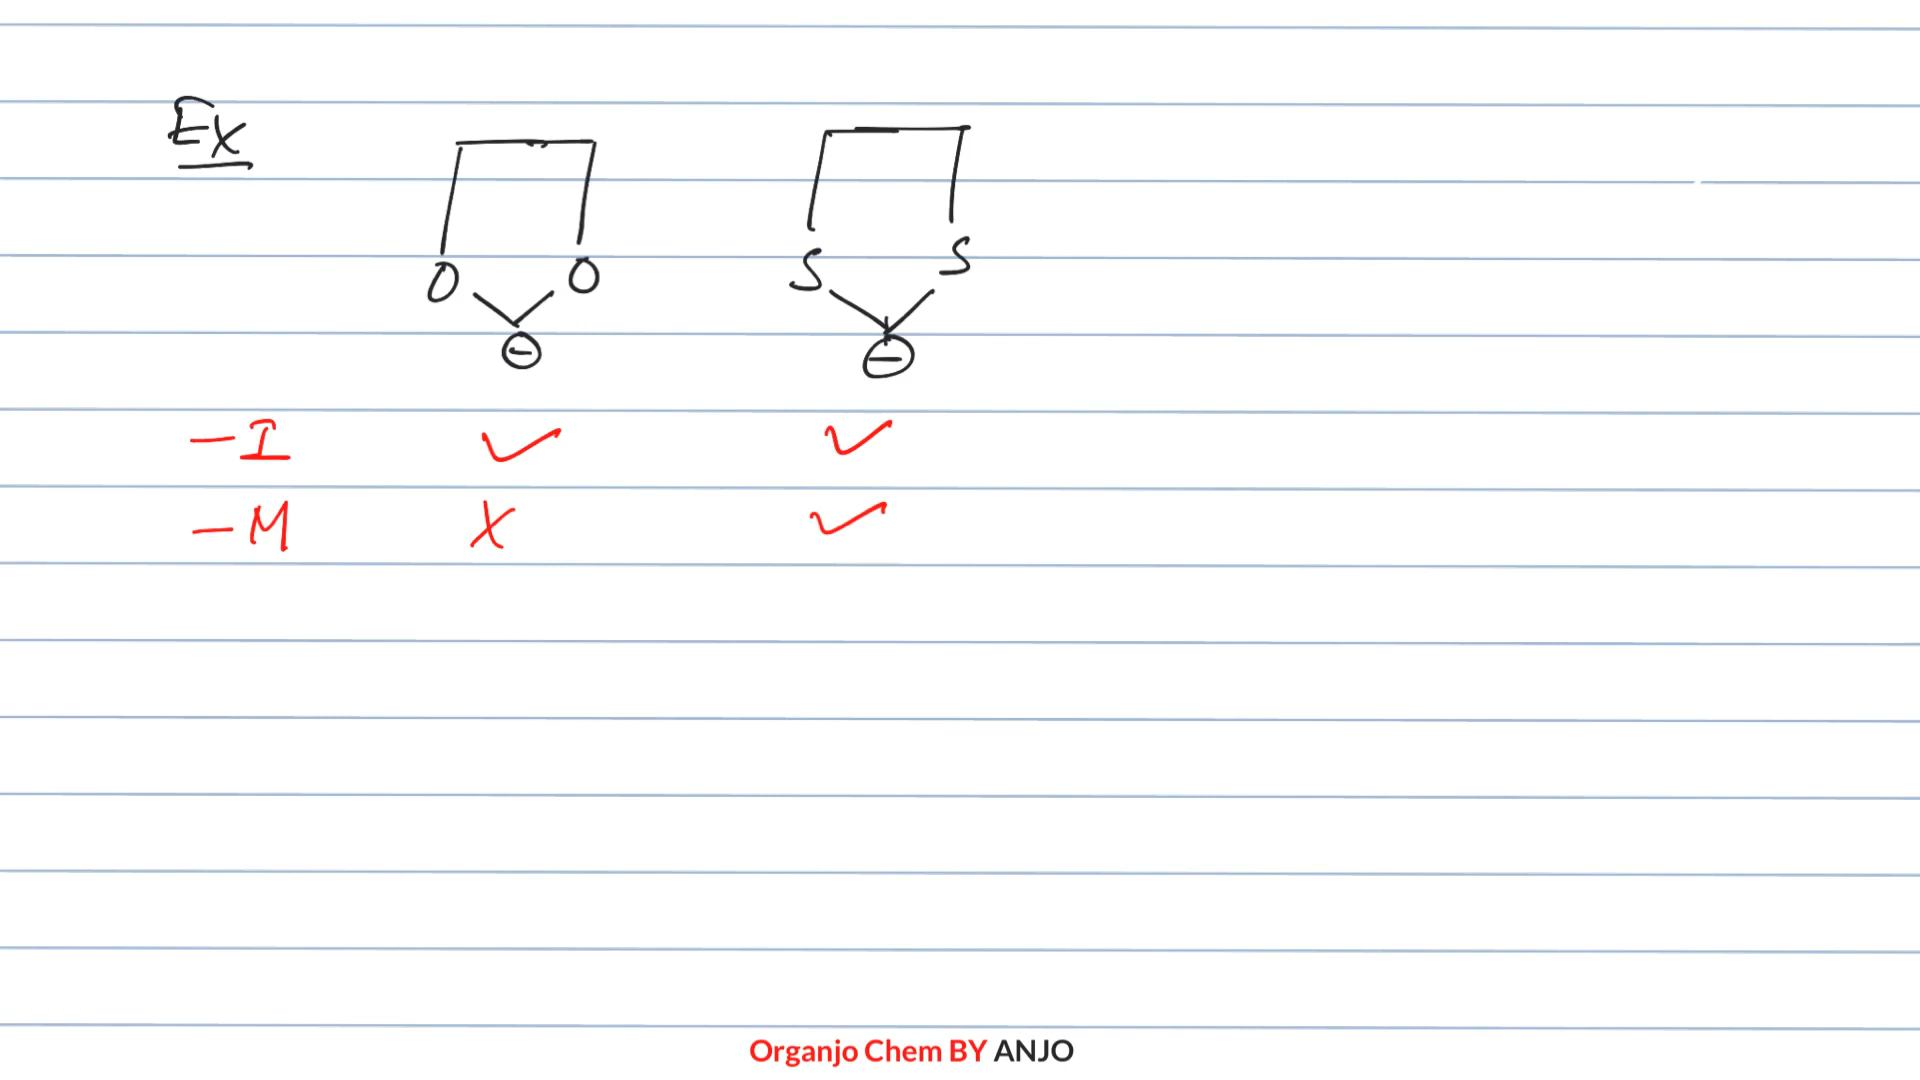 Ex
O O S S
⊖ ⊖
-I ✓ ✓
-M X ✓
Organjo Chem BY ANJO